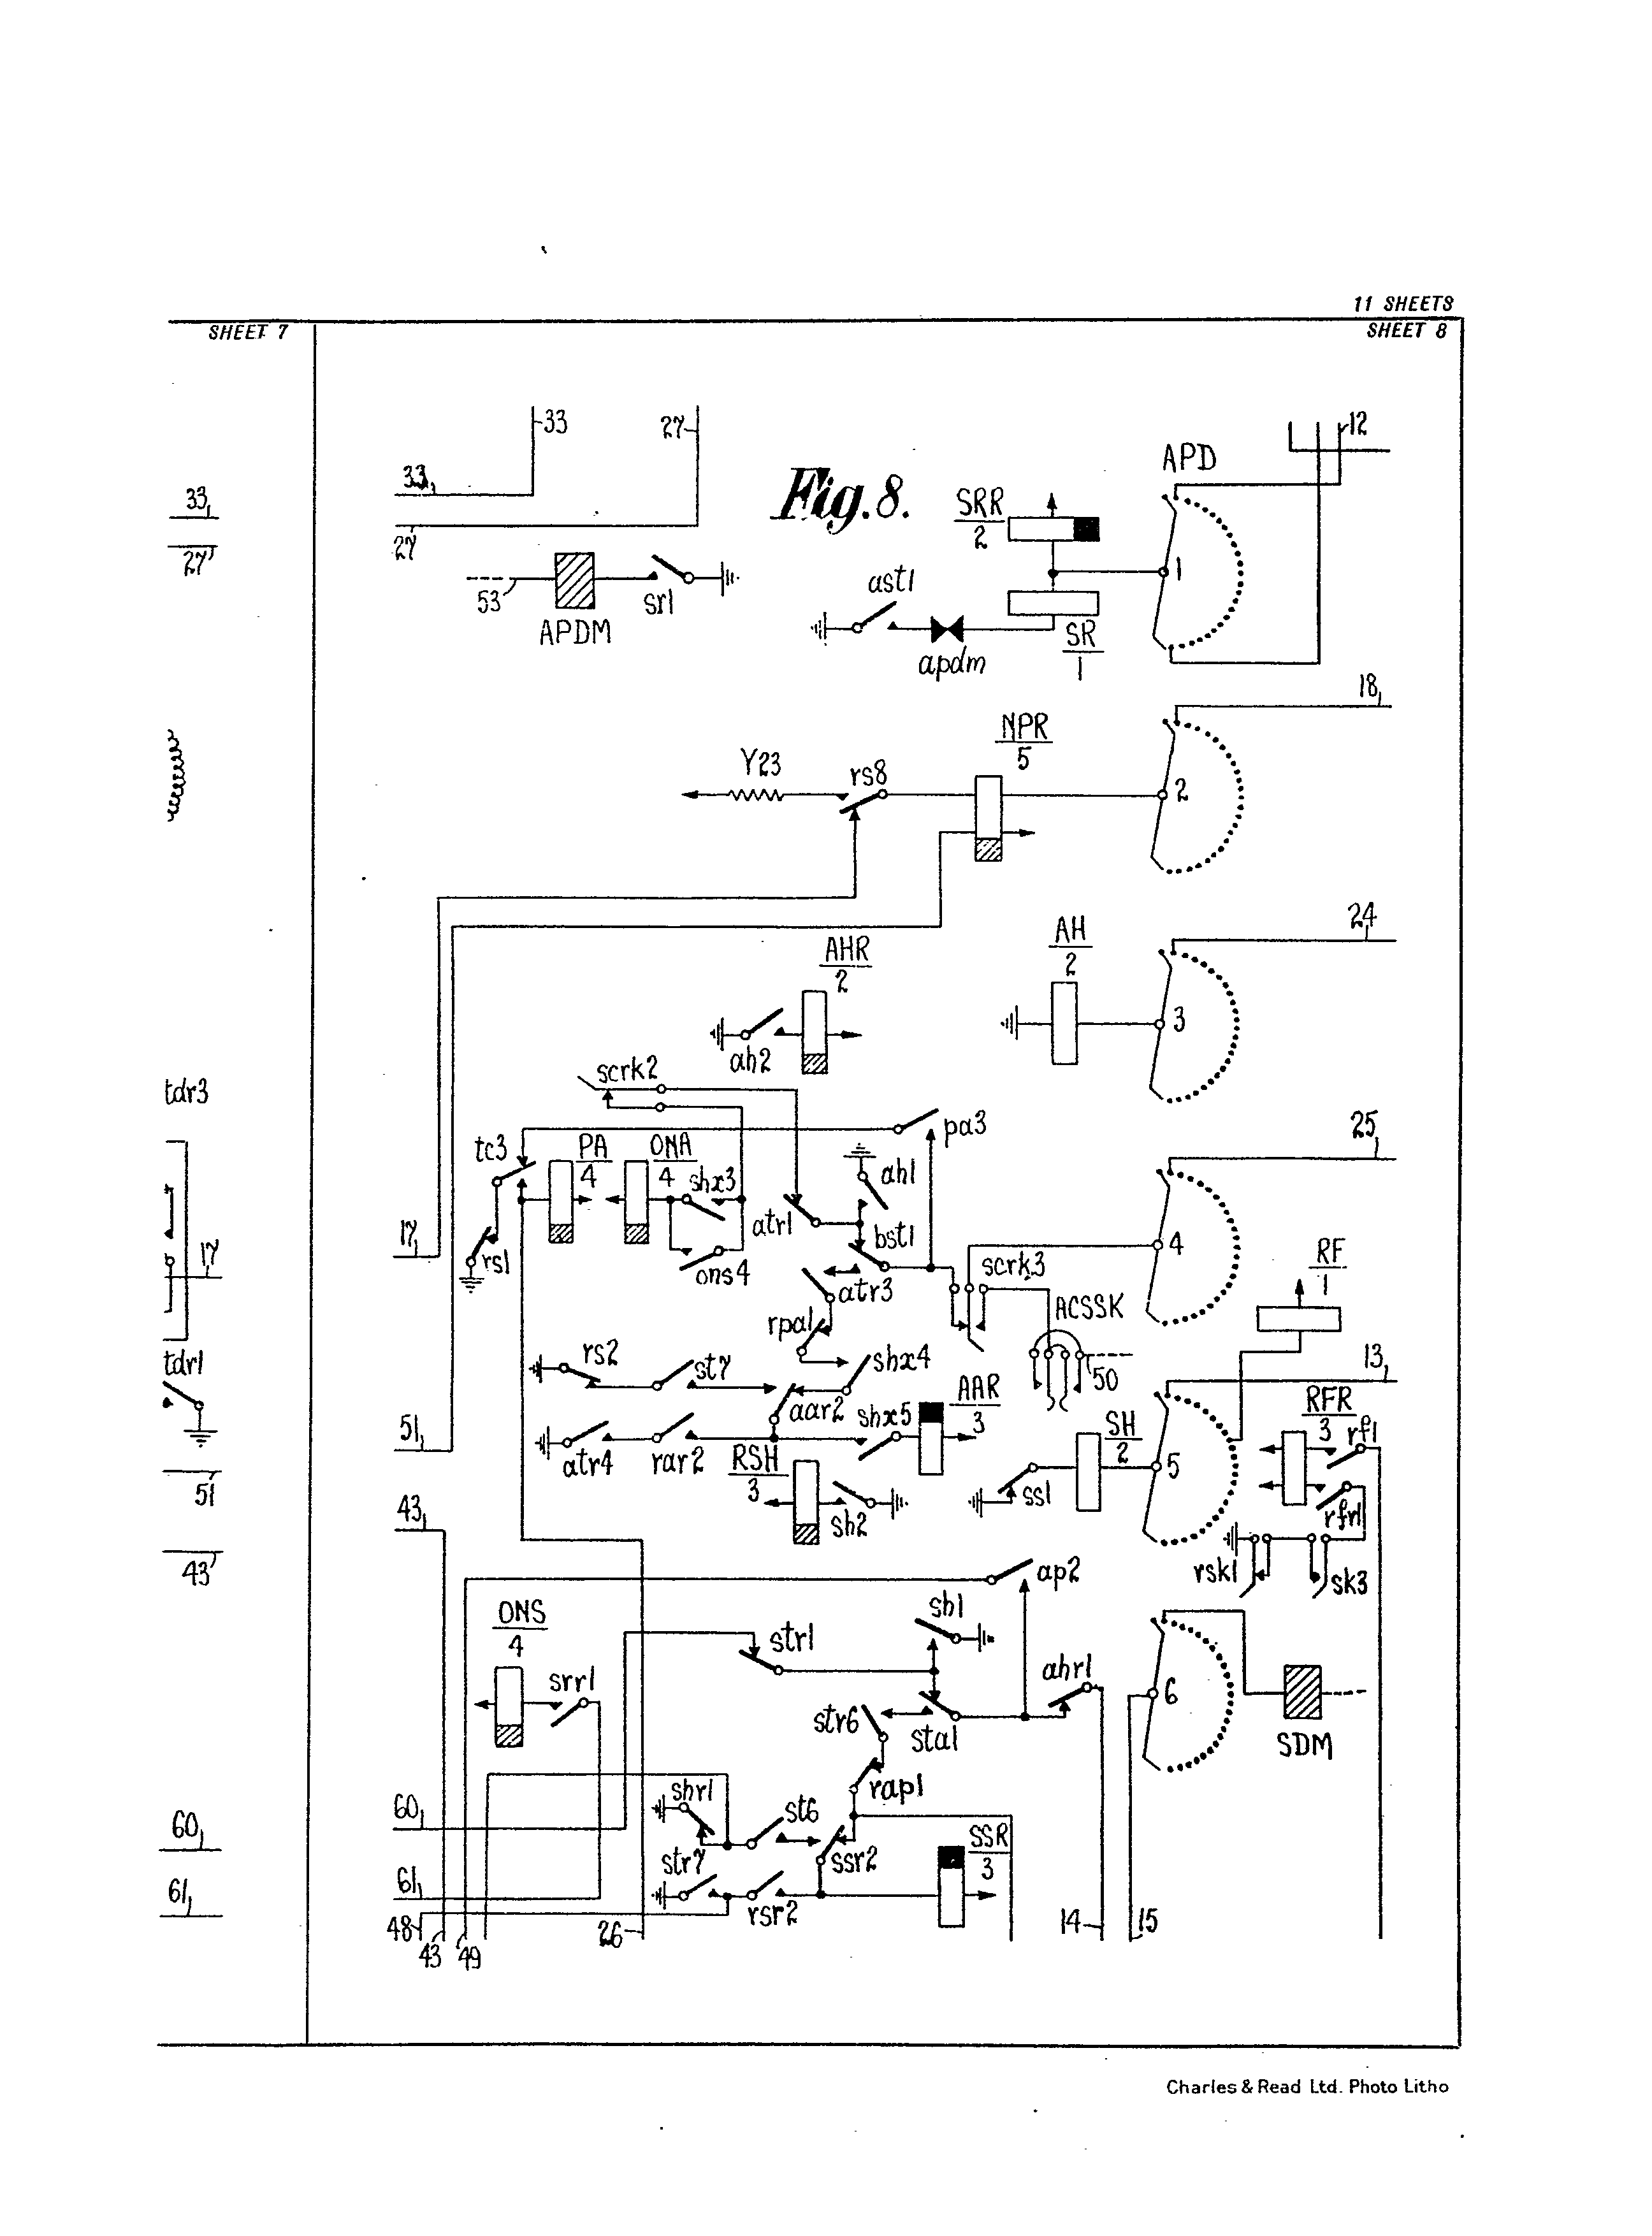 11 SHEETS
SHEET 7
SHEET 8
33
27
12
33
APD
33
Fig.8.
SRR
2
1
27
27
ast1
53
sr1
APDM
apdm
SR
1
18
NPR
5
Y23
rs8
2
24
AHR
2
AH
2
3
ah2
scrk2
tdr3
pa3
25
tc3
PA
4
ONA
4
shx3
ah1
atr1
bst1
17
17
rs1
ons4
atr3
scrk3
4
RF
1
ACSSK
rpa1
tdr1
rs2
st7
shx4
50
13
AAR
3
aar2
shx5
SH
2
RFR
3
rf1
51
atr4
rar2
RSH
3
5
51
ss1
rfr1
43
sh2
rsk1
sk3
43
ap2
ONS
4
sh1
str1
ahr1
srr1
str6
sta1
6
SDM
rap1
shr1
st6
60
60
SSR
3
str7
ssr2
61
61
rsr2
48
43
49
26
14
15
Charles & Read Ltd. Photo Litho